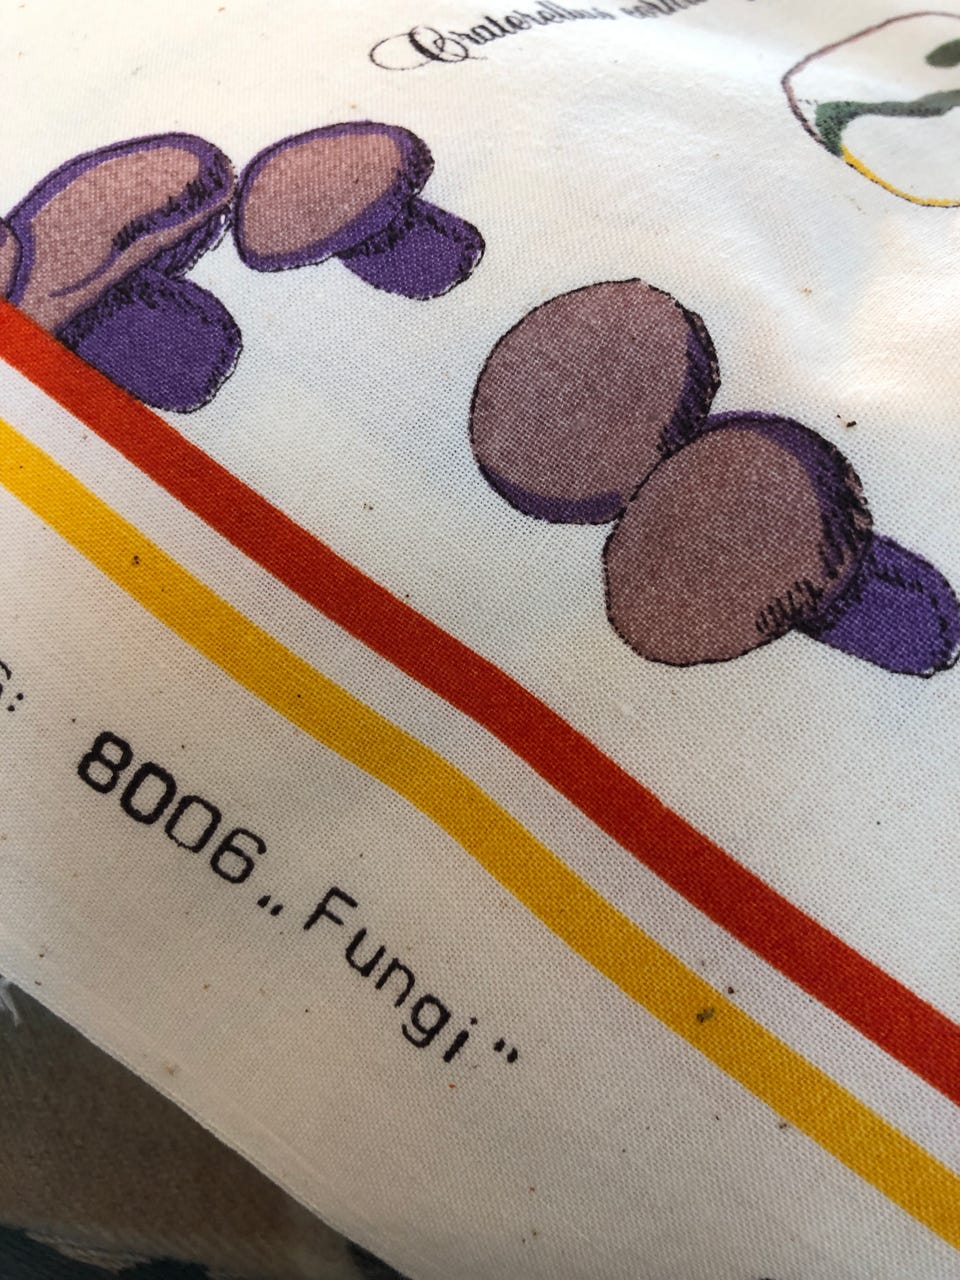 Craterellus
S: 8006 „Fungi"